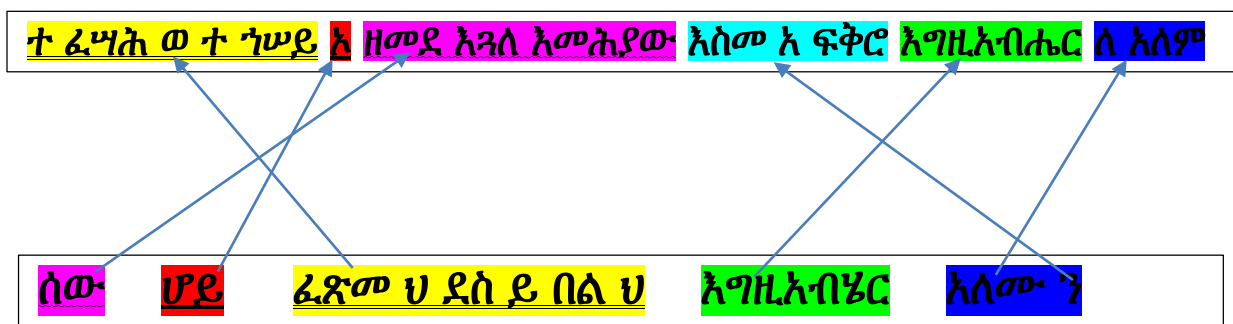 ተ ፈሣሕ ወ ተ ኀሠይ ኦ ዘመደ እጓለ እመሕያው እስመ አ ፍቅሮ እግዚአብሔር ለ አለም
ሰው ሆይ ፈጽመ ህ ደስ ይ በል ህ እግዚአብሄር አለሙ ን